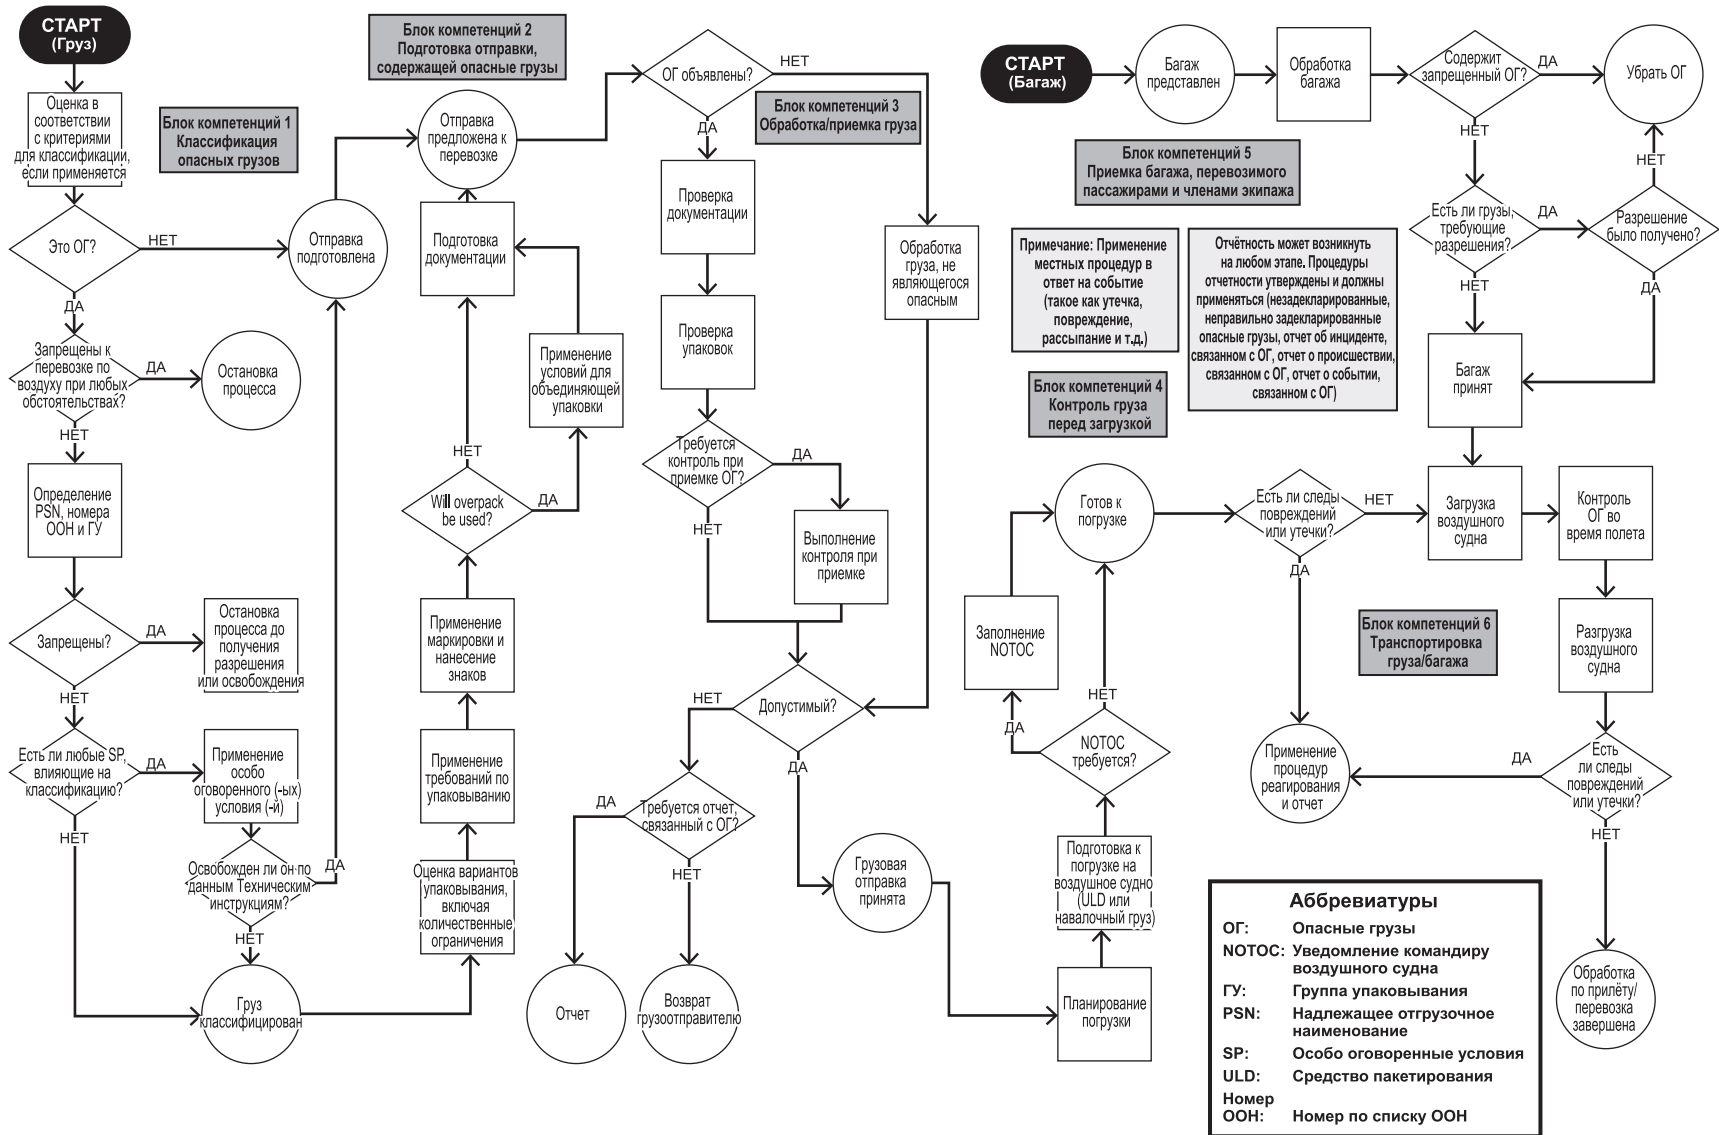 СТАРТ
(Груз)
Оценка в
соответствии
с критериями
для классификации,
если применяется
Блок компетенций 1
Классификация
опасных грузов
Это ОГ?
НЕТ
Отправка
подготовлена
ДА
Запрещены к
перевозке по
воздуху при любых
обстоятельствах?
ДА
Остановка
процесса
НЕТ
Определение
PSN, номера
ООН и ГУ
Запрещены?
ДА
Остановка
процесса до
получения
разрешения
или освобождения
НЕТ
Есть ли любые SP,
влияющие на
классификацию?
ДА
Применение
особо
оговоренного (-ых)
условия (-й)
НЕТ
Освобожден ли он по
данным Техническим
инструкциям?
ДА
НЕТ
Груз
классифицирован
Блок компетенций 2
Подготовка отправки,
содержащей опасные грузы
Отправка
предложена к
перевозке
Подготовка
документации
Применение
условий для
объединяющей
упаковки
НЕТ
Will overpack
be used?
ДА
Применение
маркировки и
нанесение
знаков
Применение
требований по
упаковыванию
Оценка вариантов
упаковывания,
включая
количественные
ограничения
ОГ объявлены?
НЕТ
ДА
Блок компетенций 3
Обработка/приемка груза
Проверка
документации
Обработка
груза, не
являющегося
опасным
Проверка
упаковок
Требуется
контроль при
приемке ОГ?
ДА
НЕТ
Выполнение
контроля при
приемке
Допустимый?
НЕТ
ДА
Требуется отчет,
связанный с ОГ?
ДА
НЕТ
Отчет
Возврат
грузоотправителю
Грузовая
отправка
принята
Планирование
погрузки
Подготовка к
погрузке на
воздушное судно
(ULD или
навалочный груз)
NOTOC
требуется?
ДА
НЕТ
Заполнение
NOTOC
Готов к
погрузке
СТАРТ
(Багаж)
Багаж
представлен
Обработка
багажа
Содержит
запрещенный ОГ?
ДА
Убрать ОГ
НЕТ
НЕТ
Блок компетенций 5
Приемка багажа, перевозимого
пассажирами и членами экипажа
Есть ли грузы,
требующие
разрешения?
ДА
Разрешение
было получено?
НЕТ
ДА
Примечание: Применение
местных процедур в
ответ на событие
(такое как утечка,
повреждение,
рассыпание и т.д.)
Отчётность может возникнуть
на любом этапе. Процедуры
отчетности утверждены и должны
применяться (незадекларированные,
неправильно задекларированные
опасные грузы, отчет об инциденте,
связанном с ОГ, отчет о происшествии,
связанном с ОГ, отчет о событии,
связанном с ОГ)
Багаж
принят
Блок компетенций 4
Контроль груза
перед загрузкой
Есть ли следы
повреждений
или утечки?
НЕТ
ДА
Загрузка
воздушного
судна
Контроль
ОГ во
время полета
Блок компетенций 6
Транспортировка
груза/багажа
Разгрузка
воздушного
судна
Применение
процедур
реагирования
и отчет
ДА
Есть
ли следы
повреждений
или утечки?
НЕТ
Обработка
по прилёту/
перевозка
завершена
Аббревиатуры
ОГ: Опасные грузы
NOTOC: Уведомление командиру
воздушного судна
ГУ: Группа упаковывания
PSN: Надлежащее отгрузочное
наименование
SP: Особо оговоренные условия
ULD: Средство пакетирования
Номер
ООН: Номер по списку ООН